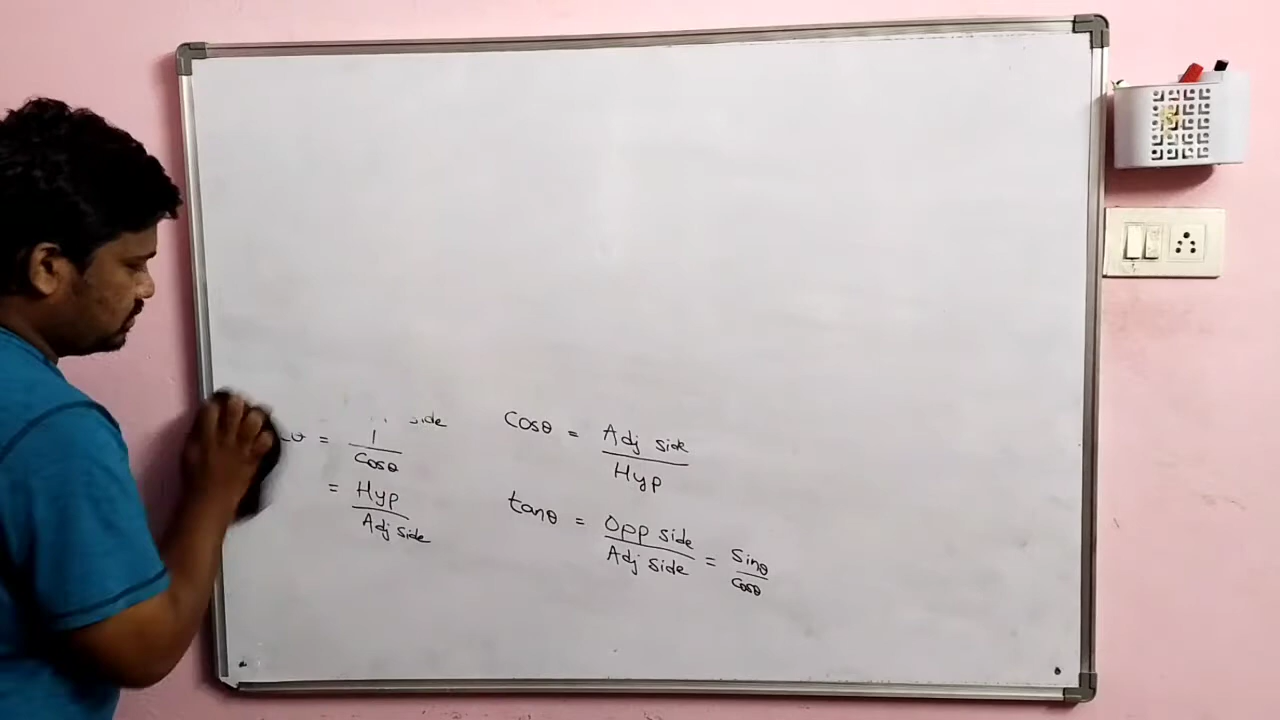 side
= 1/cosθ
= Hyp/Adj side
Cosθ = Adj side/Hyp
tanθ = Opp side/Adj side = Sinθ/cosθ